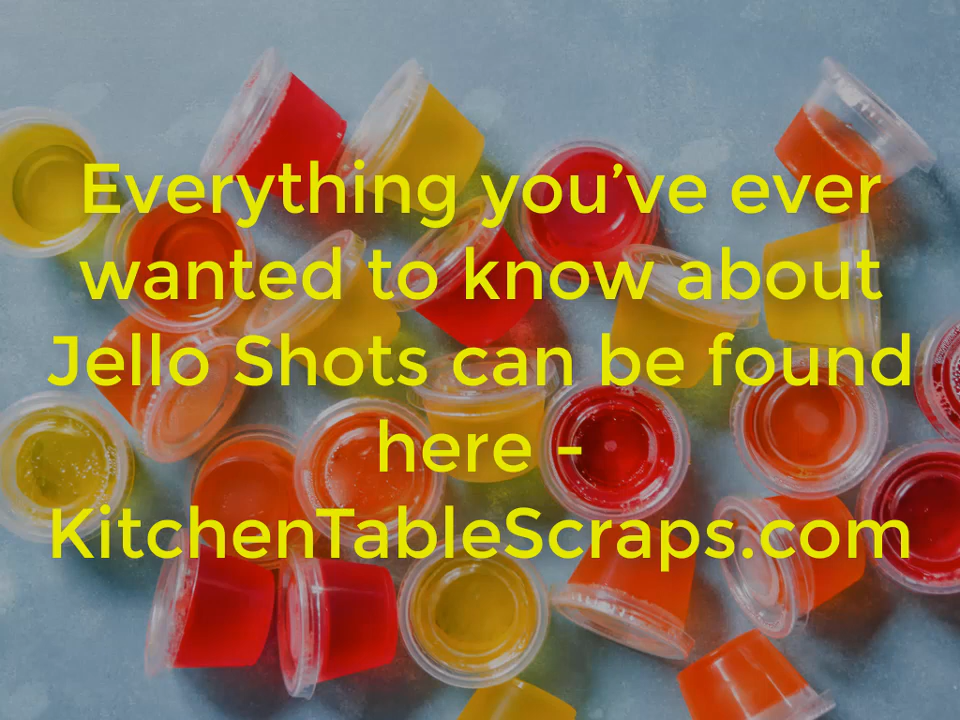 Everything you’ve ever
wanted to know about
Jello Shots can be found
here -
KitchenTableScraps.com